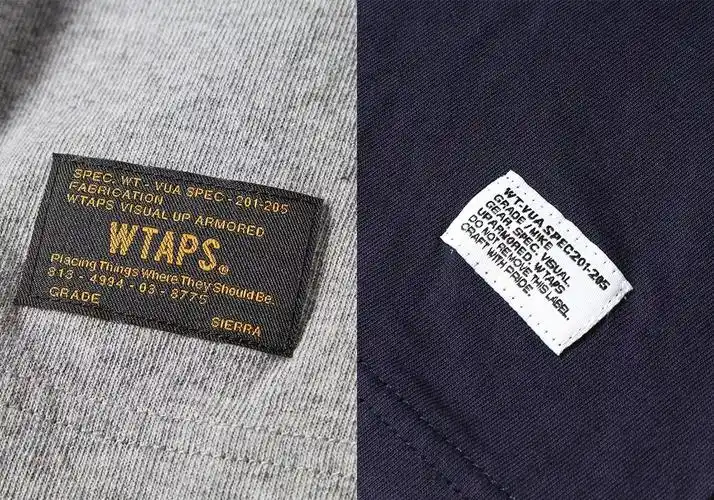 SPEC- WT - VUA SPEC - 201-205
FABRICATION
WTAPS VISUAL UP ARMORED
WTAPS®
Placing Things Where They Should Be.
813 - 4994 - 03 - 8775
GRADE
SIERRA
WT-VUA SPEC201-205
GRADE /MIKE
GEAR. SPEC. VISUAL
UPARMORED. WTAPS
DO NOT REMOVE THIS LABEL.
CRAFT WITH PRIDE.